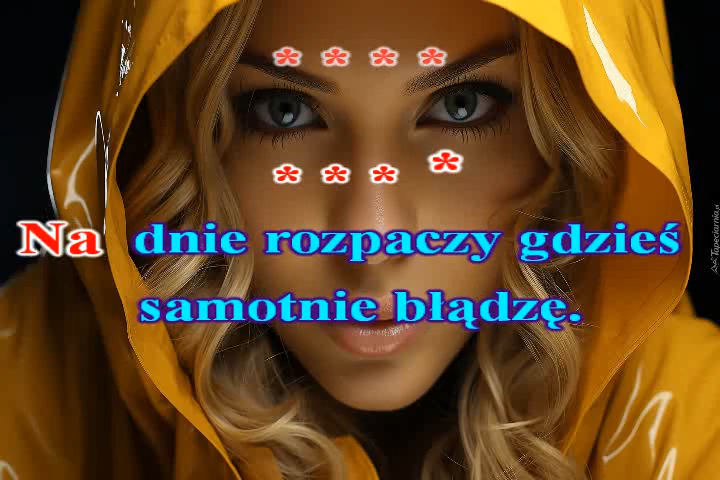 * * * *
* * * *
Na dnie rozpaczy gdzieś
samotnie błądzę.